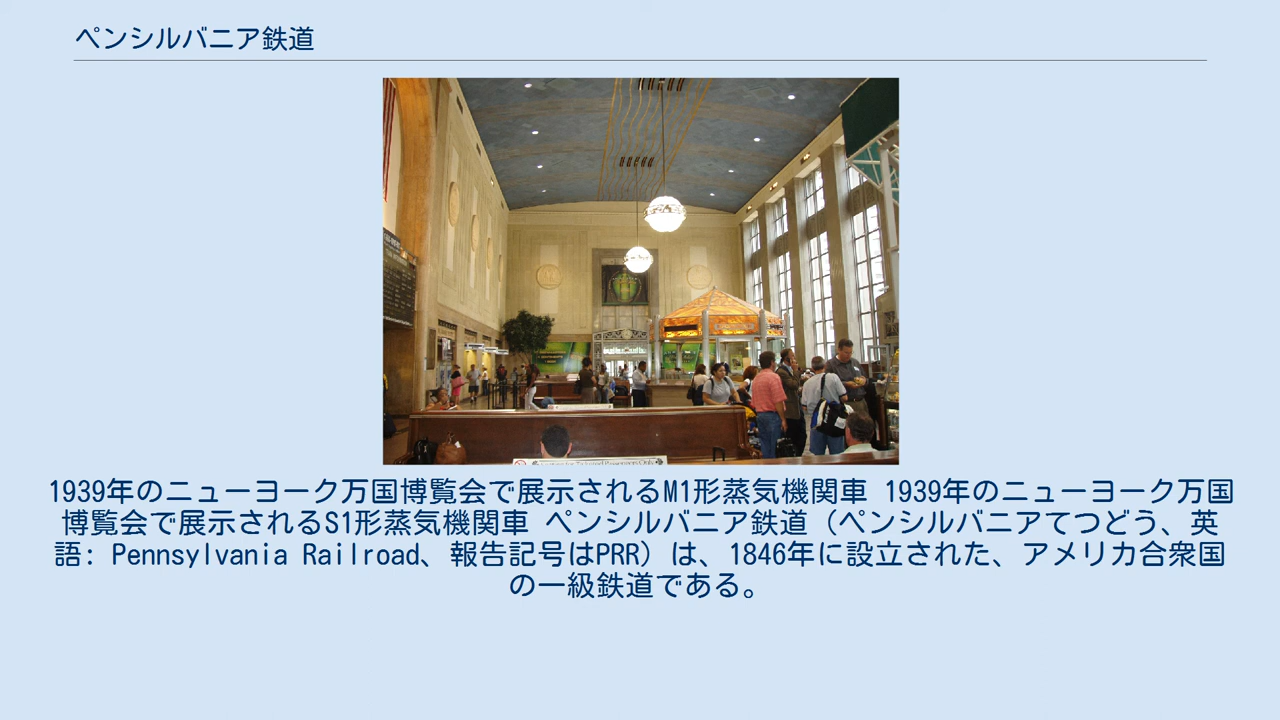 ペンシルバニア鉄道
1939年のニューヨーク万国博覧会で展示されるM1形蒸気機関車 1939年のニューヨーク万国
博覧会で展示されるS1形蒸気機関車 ペンシルバニア鉄道（ペンシルバニアてつどう、英
語: Pennsylvania Railroad、報告記号はPRR）は、1846年に設立された、アメリカ合衆国
の一級鉄道である。